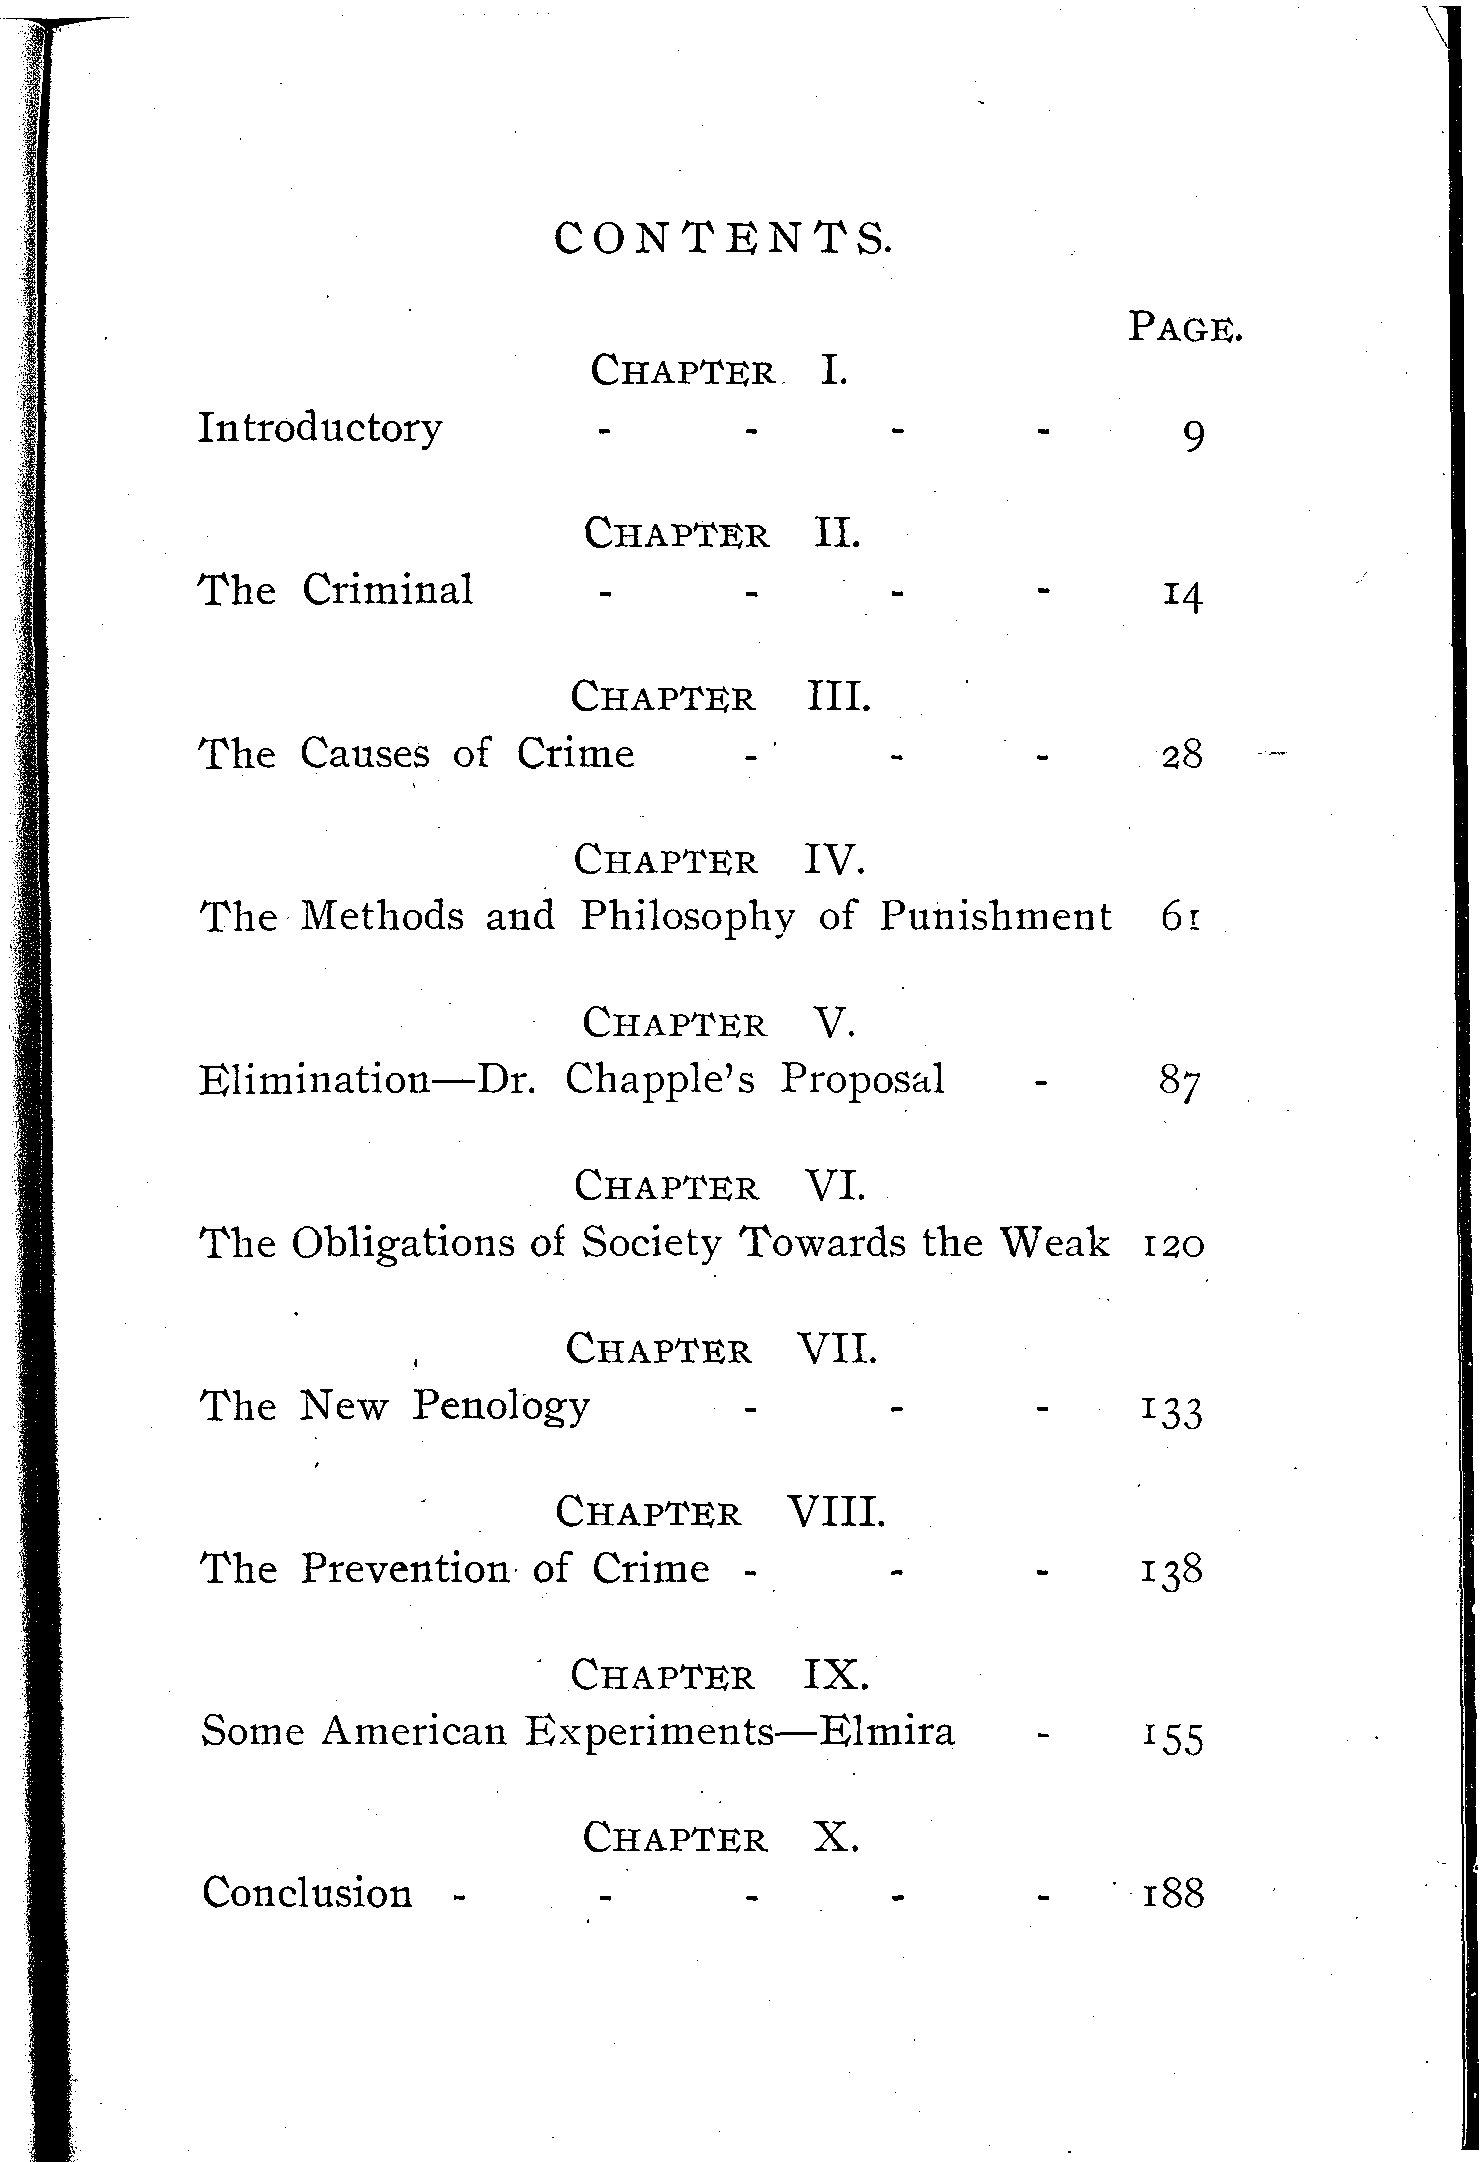 CONTENTS.
PAGE.
CHAPTER I.
Introductory - - - - 9
CHAPTER II.
The Criminal - - - - 14
CHAPTER III.
The Causes of Crime - - - 28
CHAPTER IV.
The Methods and Philosophy of Punishment 61
CHAPTER V.
Elimination—Dr. Chapple's Proposal - 87
CHAPTER VI.
The Obligations of Society Towards the Weak 120
CHAPTER VII.
The New Penology - - - 133
CHAPTER VIII.
The Prevention of Crime - - - 138
CHAPTER IX.
Some American Experiments—Elmira - 155
CHAPTER X.
Conclusion - - - - - 188